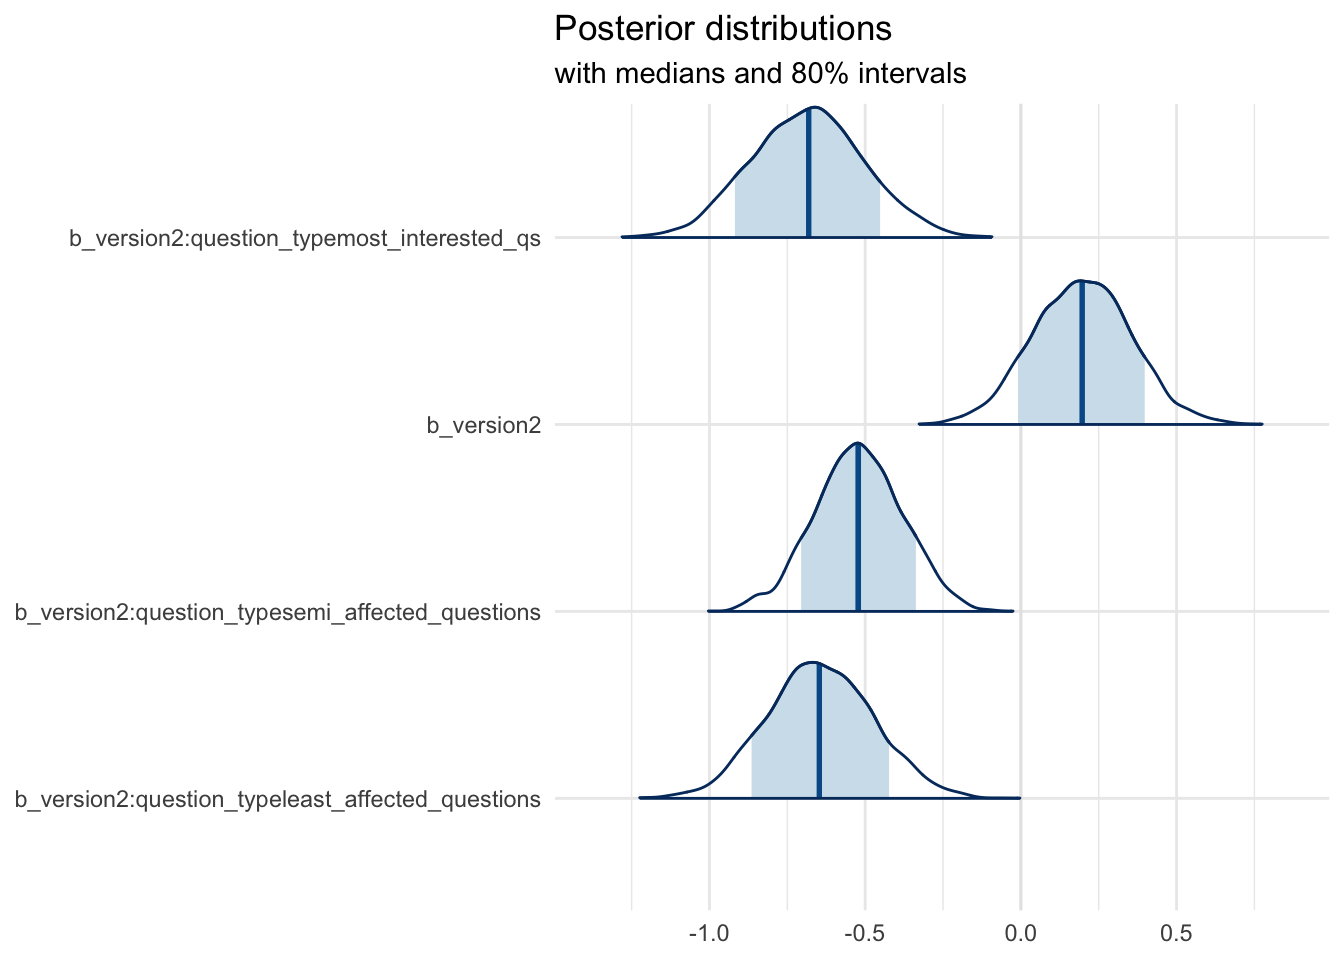 Posterior distributions
with medians and 80% intervals
b_version2:question_typemost_interested_qs
b_version2
b_version2:question_typesemi_affected_questions
b_version2:question_typeleast_affected_questions
-1.0 -0.5 0.0 0.5